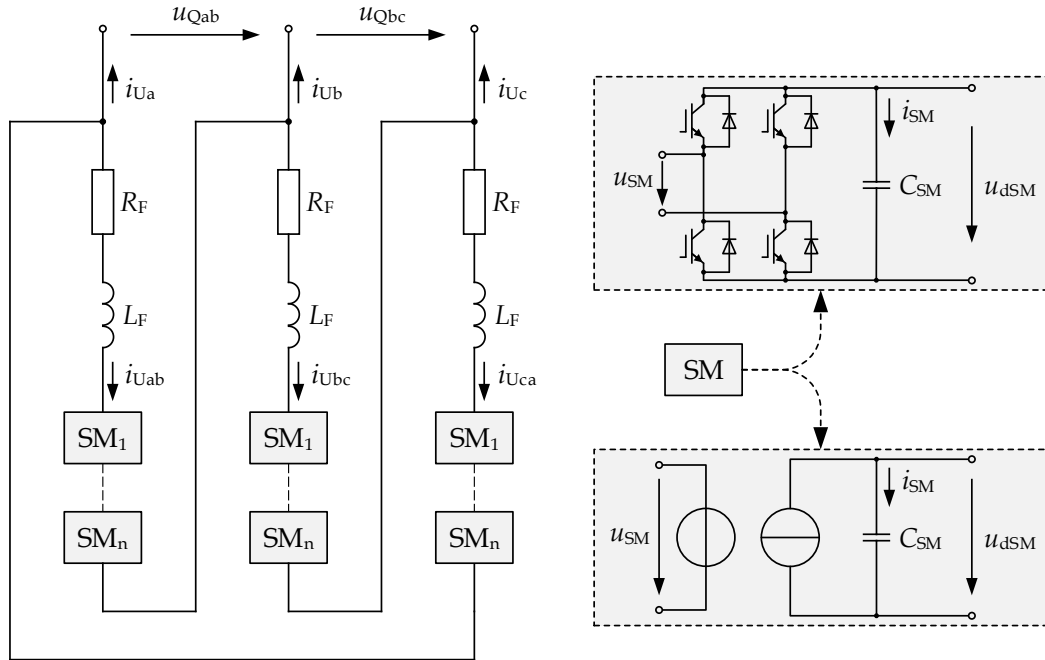 uQab
uQbc
iUa
iUb
iUc
RF
RF
RF
LF
LF
LF
iUab
iUbc
iUca
SM1
SM1
SM1
SMn
SMn
SMn
iSM
uSM
CSM
udSM
SM
iSM
uSM
CSM
udSM